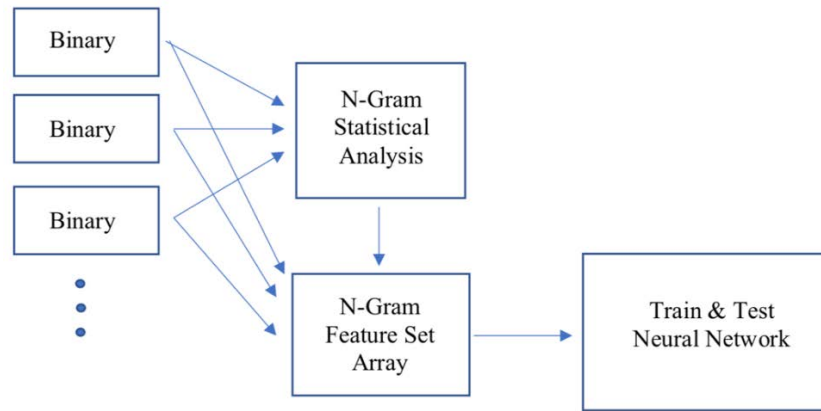 Binary
Binary
Binary
N-Gram
Statistical
Analysis
N-Gram
Feature Set
Array
Train & Test
Neural Network